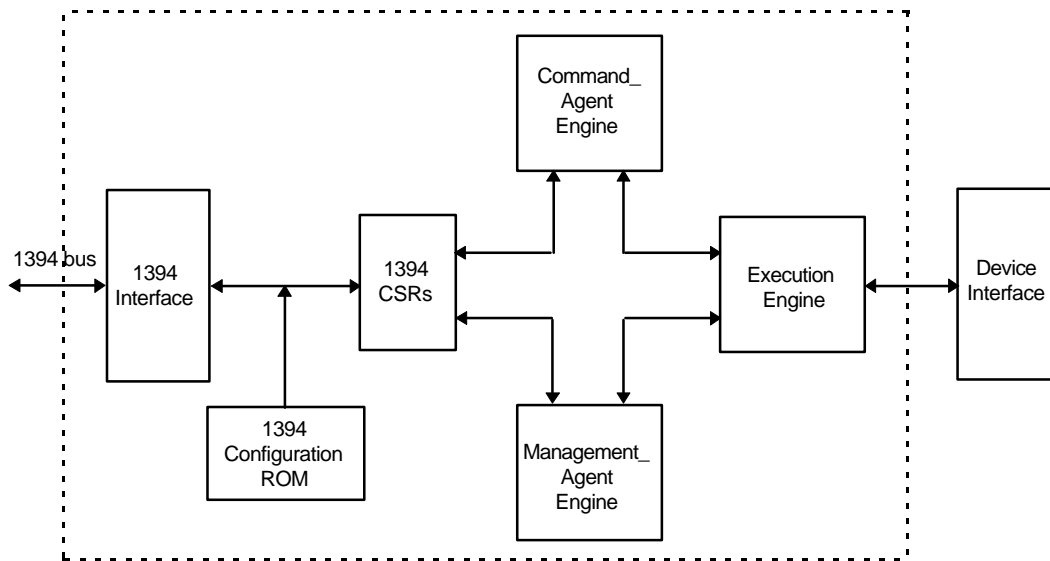 Command_
Agent
Engine
1394 bus
1394
Interface
1394
CSRs
Execution
Engine
Device
Interface
1394
Configuration
ROM
Management_
Agent
Engine